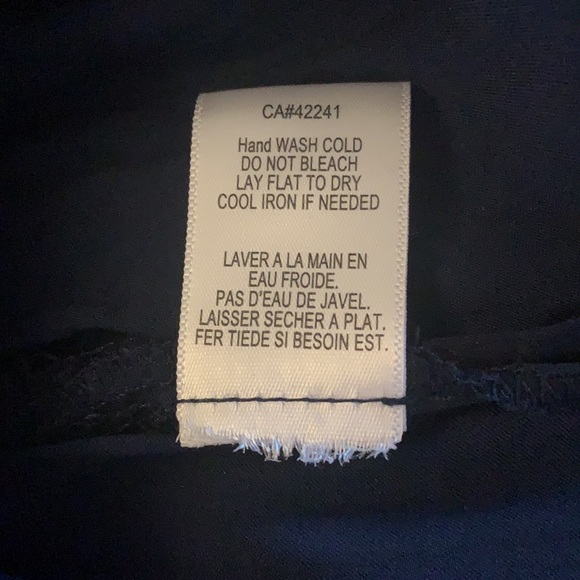 CA#42241
Hand WASH COLD
DO NOT BLEACH
LAY FLAT TO DRY
COOL IRON IF NEEDED
LAVER A LA MAIN EN
EAU FROIDE.
PAS D'EAU DE JAVEL.
LAISSER SECHER A PLAT.
FER TIEDE SI BESOIN EST.